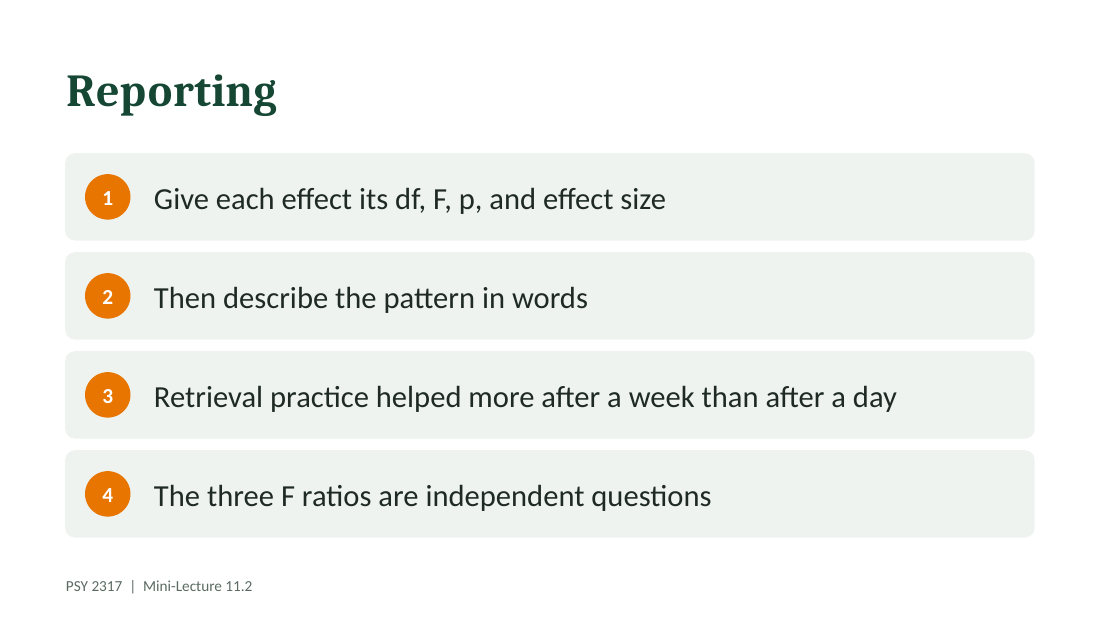 Reporting
1 Give each effect its df, F, p, and effect size
2 Then describe the pattern in words
3 Retrieval practice helped more after a week than after a day
4 The three F ratios are independent questions
PSY 2317 | Mini-Lecture 11.2